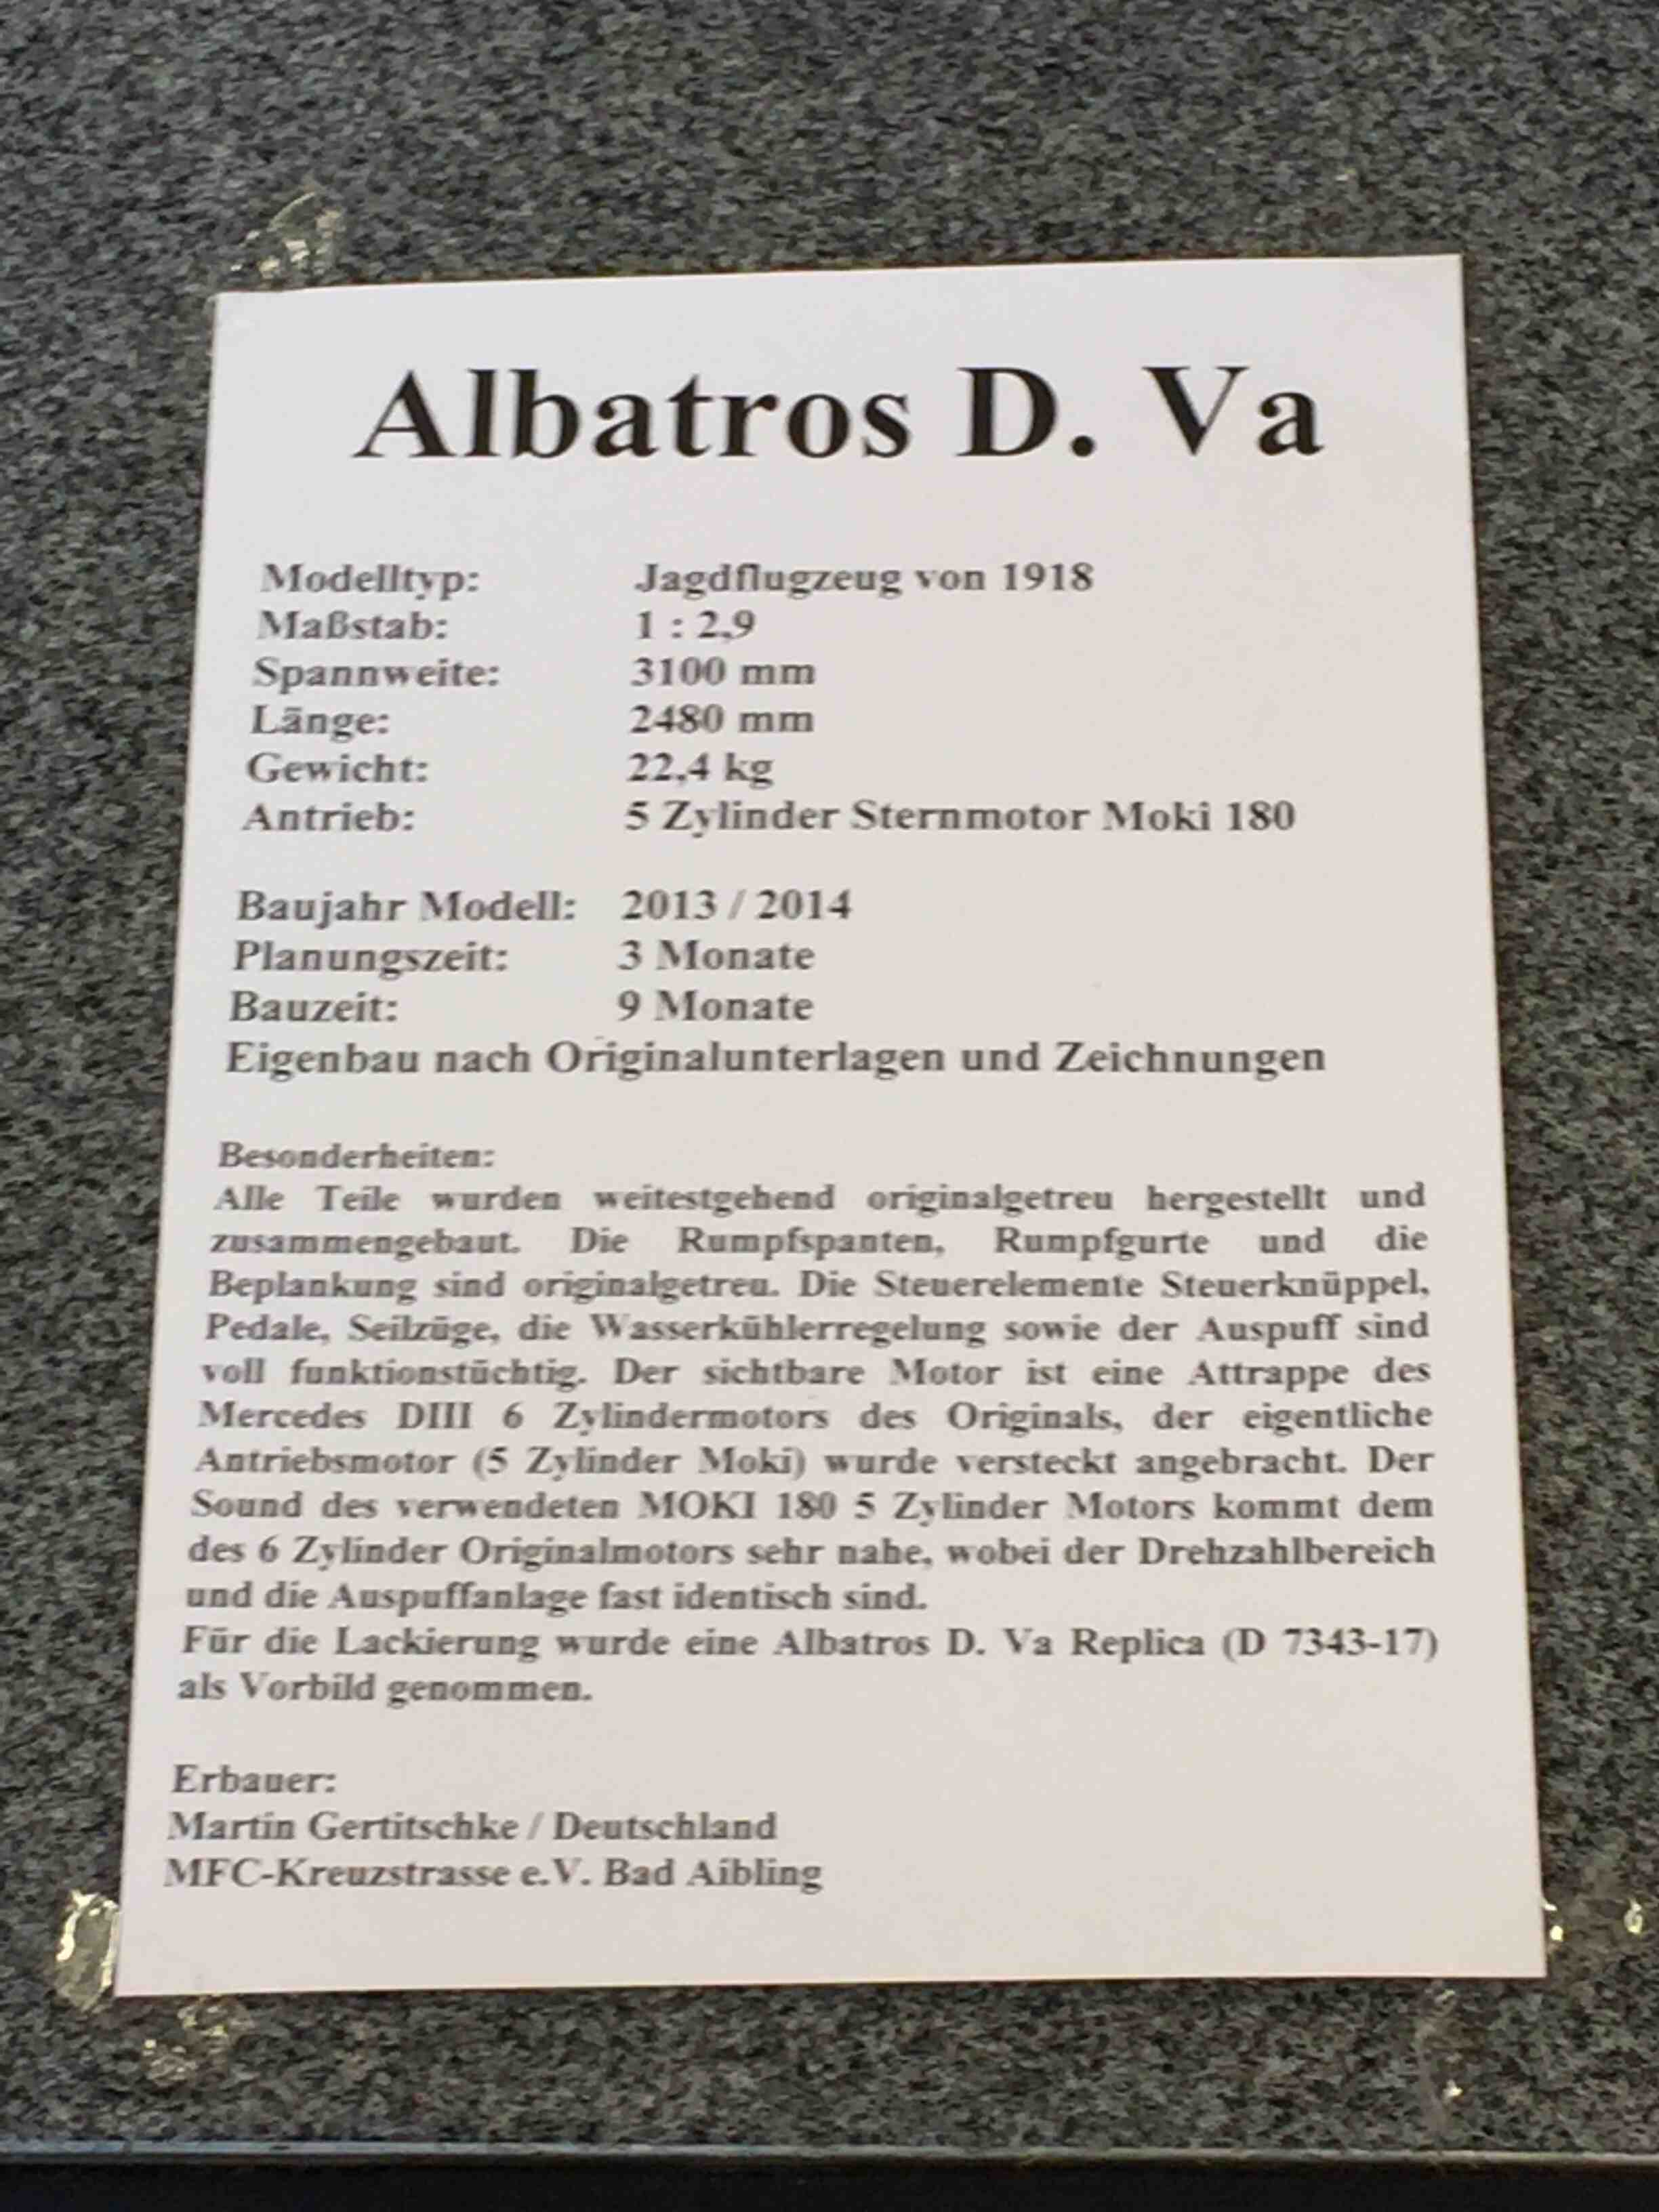 Albatros D. Va
Modelltyp: Jagdflugzeug von 1918
Maßstab: 1 : 2,9
Spannweite: 3100 mm
Länge: 2480 mm
Gewicht: 22,4 kg
Antrieb: 5 Zylinder Sternmotor Moki 180
Baujahr Modell: 2013 / 2014
Planungszeit: 3 Monate
Bauzeit: 9 Monate
Eigenbau nach Originalunterlagen und Zeichnungen
Besonderheiten:
Alle Teile wurden weitestgehend originalgetreu hergestellt und
zusammengebaut. Die Rumpfspanten, Rumpfgurte und die
Beplankung sind originalgetreu. Die Steuerelemente Steuerknüppel,
Pedale, Seilzüge, die Wasserkühlerregelung sowie der Auspuff sind
voll funktionstüchtig. Der sichtbare Motor ist eine Attrappe des
Mercedes DIII 6 Zylindermotors des Originals, der eigentliche
Antriebsmotor (5 Zylinder Moki) wurde versteckt angebracht. Der
Sound des verwendeten MOKI 180 5 Zylinder Motors kommt dem
des 6 Zylinder Originalmotors sehr nahe, wobei der Drehzahlbereich
und die Auspuffanlage fast identisch sind.
Für die Lackierung wurde eine Albatros D. Va Replica (D 7343-17)
als Vorbild genommen.
Erbauer:
Martin Gertitschke / Deutschland
MFC-Kreuzstrasse e.V. Bad Aibling